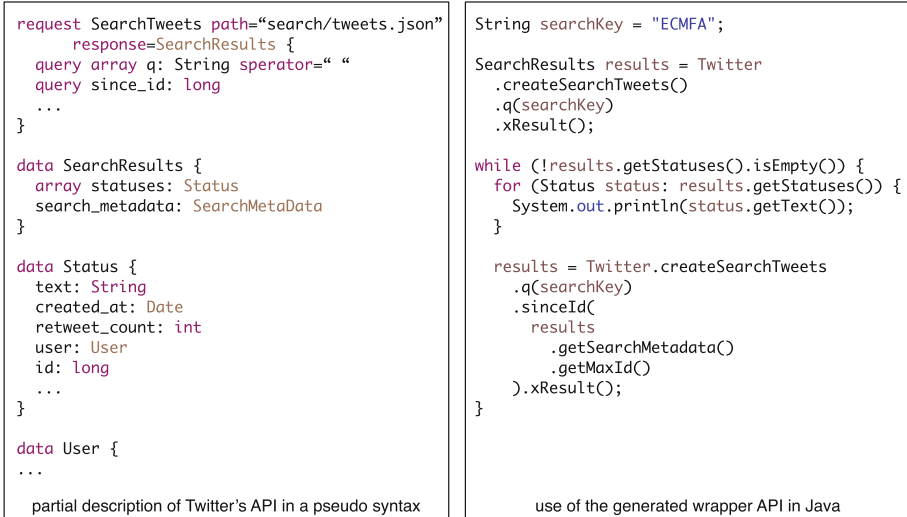 request SearchTweets path=“search/tweets.json”
      response=SearchResults {
  query array q: String sperator=“ “
  query since_id: long
  ...
}

data SearchResults {
  array statuses: Status
  search_metadata: SearchMetaData
}

data Status {
  text: String
  created_at: Date
  retweet_count: int
  user: User
  id: long
  ...
}

data User {
...
partial description of Twitter’s API in a pseudo syntax

String searchKey = "ECMFA";

SearchResults results = Twitter
  .createSearchTweets()
  .q(searchKey)
  .xResult();

while (!results.getStatuses().isEmpty()) {
  for (Status status: results.getStatuses()) {
    System.out.println(status.getText());
  }

  results = Twitter.createSearchTweets
    .q(searchKey)
    .sinceId(
      results
        .getSearchMetadata()
        .getMaxId()
    ).xResult();
}
use of the generated wrapper API in Java